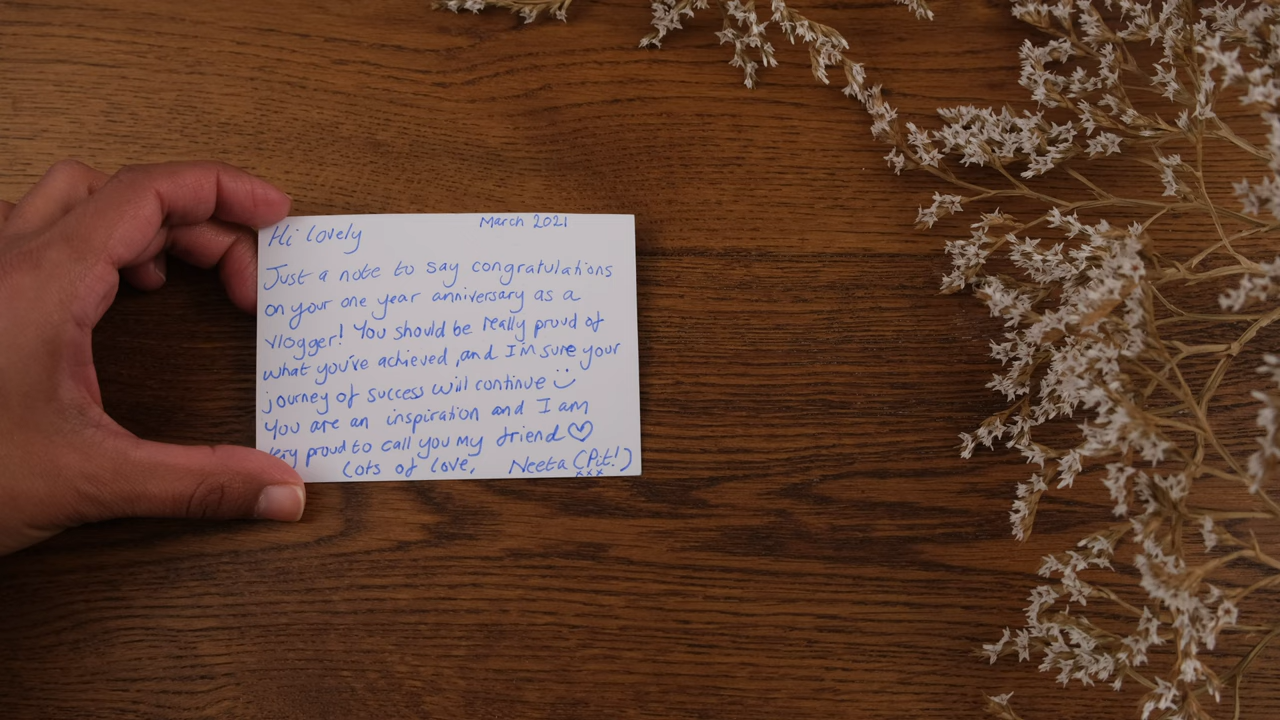 March 2021
Hi lovely
Just a note to say congratulations
on your one year anniversary as a
vlogger! You should be really proud of
what you've achieved, and I'm sure your
journey of success will continue :)
You are an inspiration and I am
very proud to call you my friend ♡
Lots of love, Neeta (Pit!)
xxx